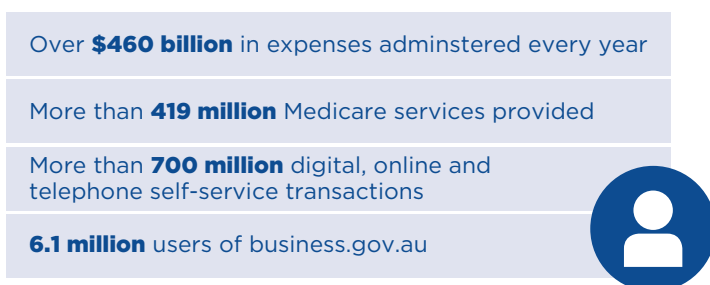 Over $460 billion in expenses adminstered every year
More than 419 million Medicare services provided
More than 700 million digital, online and
telephone self-service transactions
6.1 million users of business.gov.au